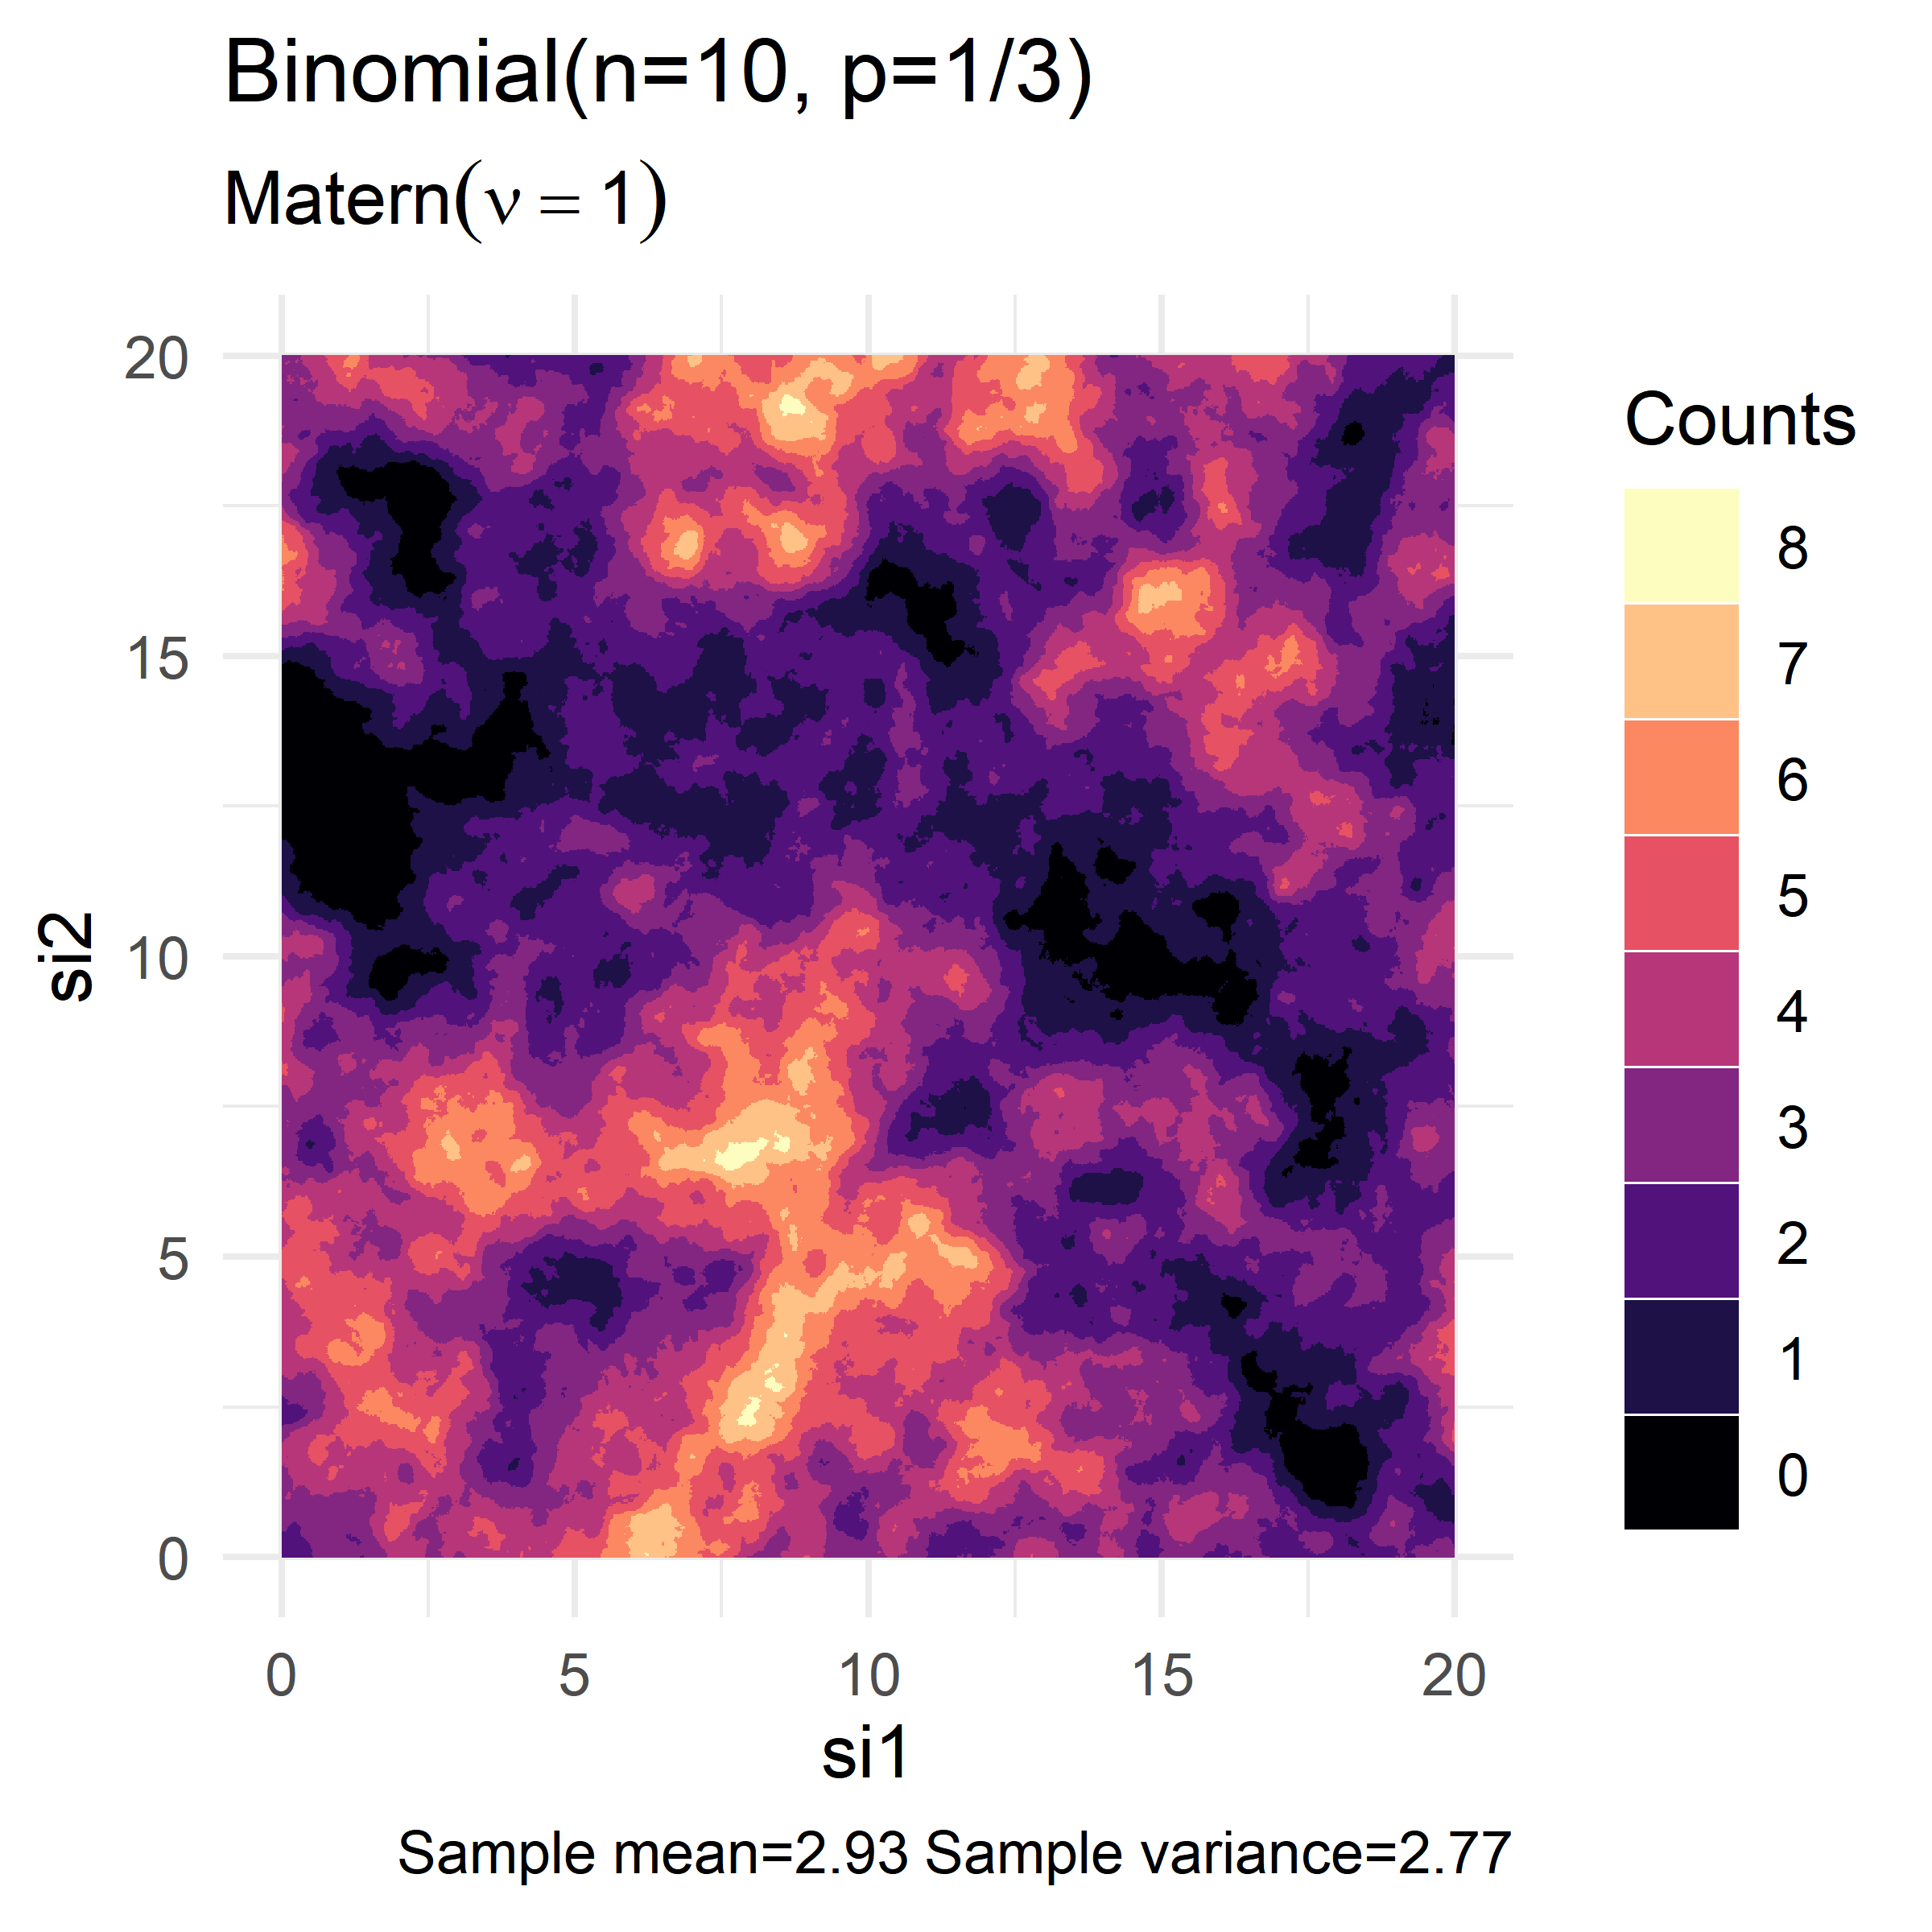 Binomial(n=10, p=1/3)
Matern(ν = 1)
20
15
10
5
0
si2
0 5 10 15 20
si1
Counts
8
7
6
5
4
3
2
1
0
Sample mean=2.93 Sample variance=2.77